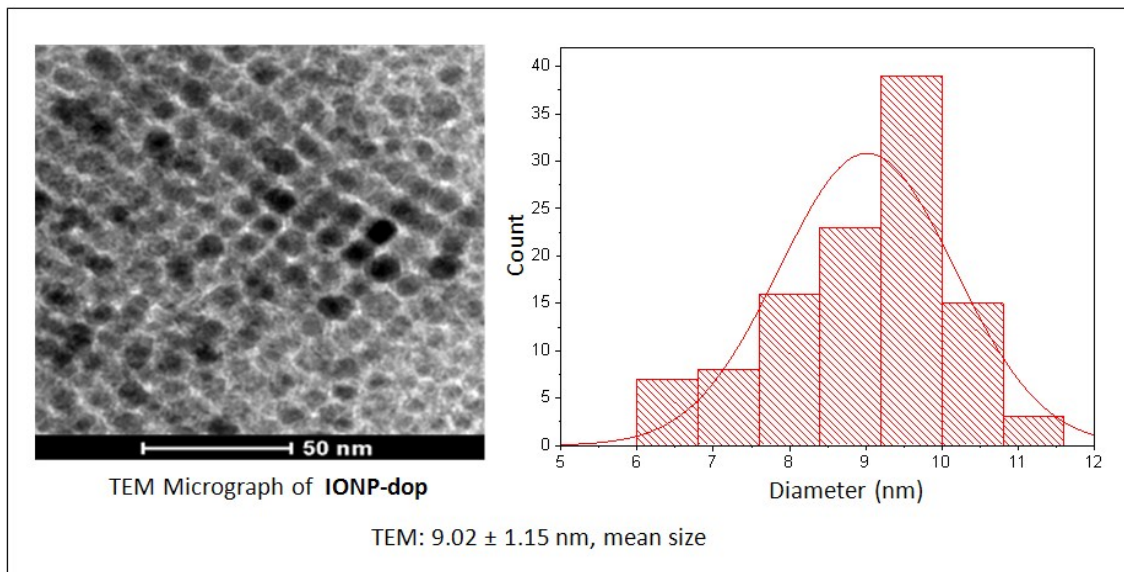 50 nm
TEM Micrograph of IONP-dop
Count
40
35
30
25
20
15
10
5
0
5 6 7 8 9 10 11 12
Diameter (nm)
TEM: 9.02 ± 1.15 nm, mean size